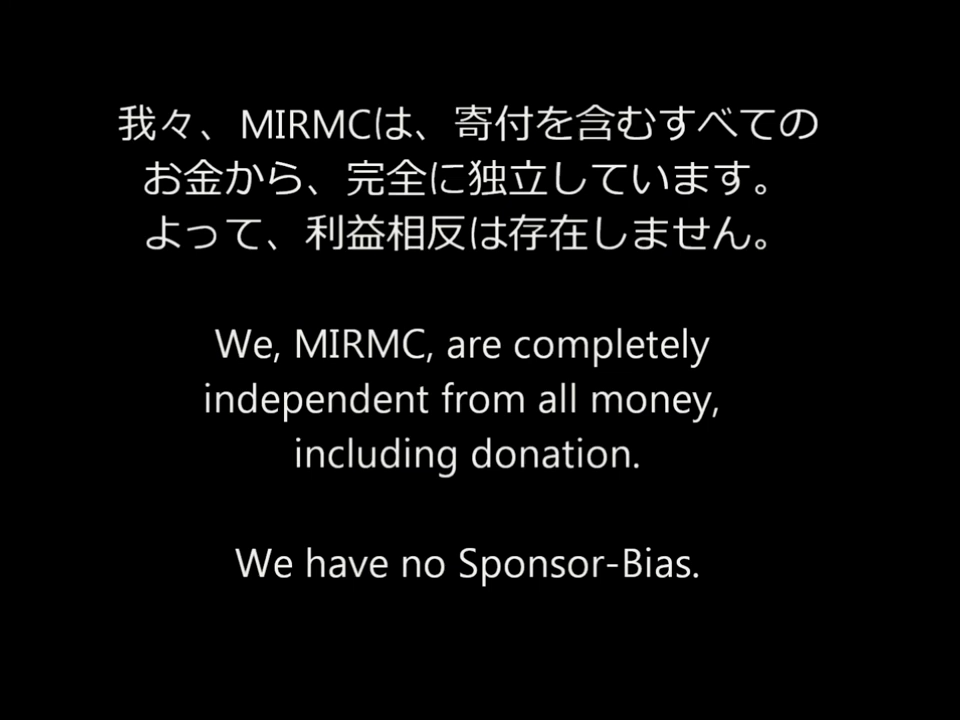 我々、MIRMCは、寄付を含むすべての
お金から、完全に独立しています。
よって、利益相反は存在しません。
We, MIRMC, are completely
independent from all money,
including donation.
We have no Sponsor-Bias.